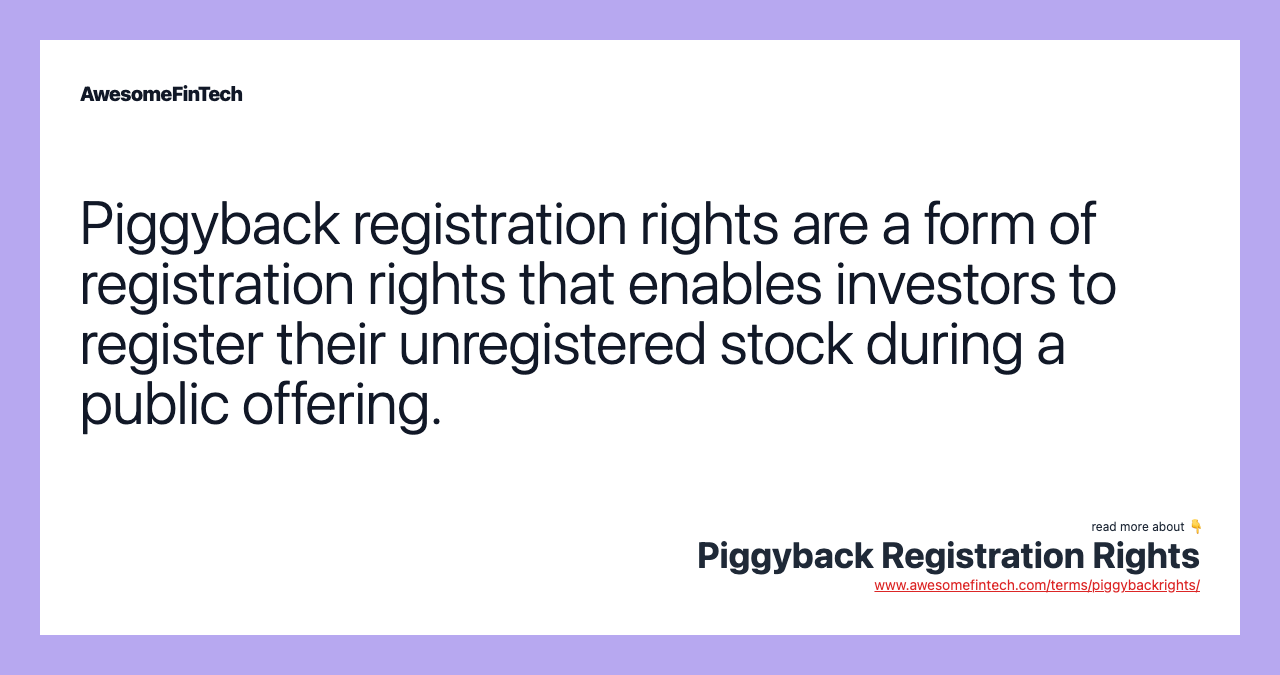 AwesomeFinTech
Piggyback registration rights are a form of
registration rights that enables investors to
register their unregistered stock during a
public offering.
read more about 👇
Piggyback Registration Rights
www.awesomefintech.com/terms/piggybackrights/